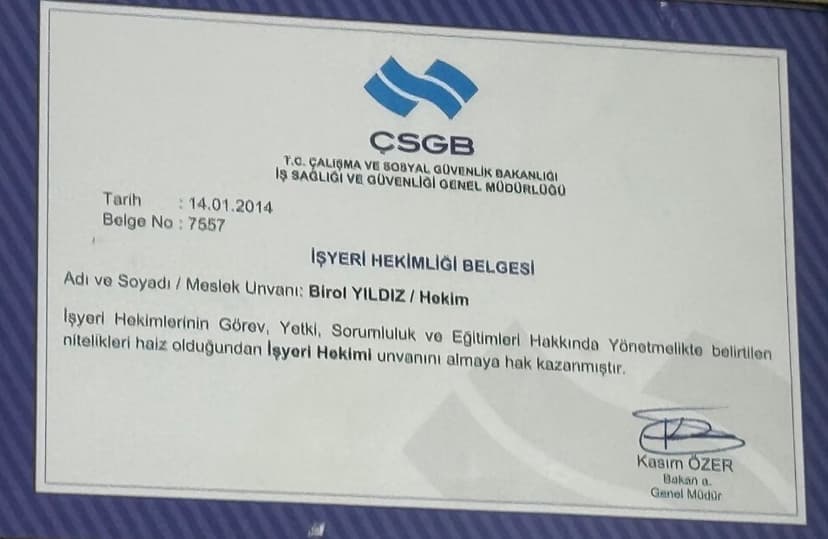 ÇSGB
T.C. ÇALIŞMA VE SOSYAL GÜVENLİK BAKANLIĞI
İŞ SAĞLIĞI VE GÜVENLİĞİ GENEL MÜDÜRLÜĞÜ
Tarih : 14.01.2014
Belge No : 7557
İŞYERİ HEKİMLİĞİ BELGESİ
Adı ve Soyadı / Meslek Unvanı: Birol YILDIZ / Hekim
İşyeri Hekimlerinin Görev, Yetki, Sorumluluk ve Eğitimleri Hakkında Yönetmelikte belirtilen
nitelikleri haiz olduğundan İşyeri Hekimi unvanını almaya hak kazanmıştır.
Kasım ÖZER
Bakan a.
Genel Müdür